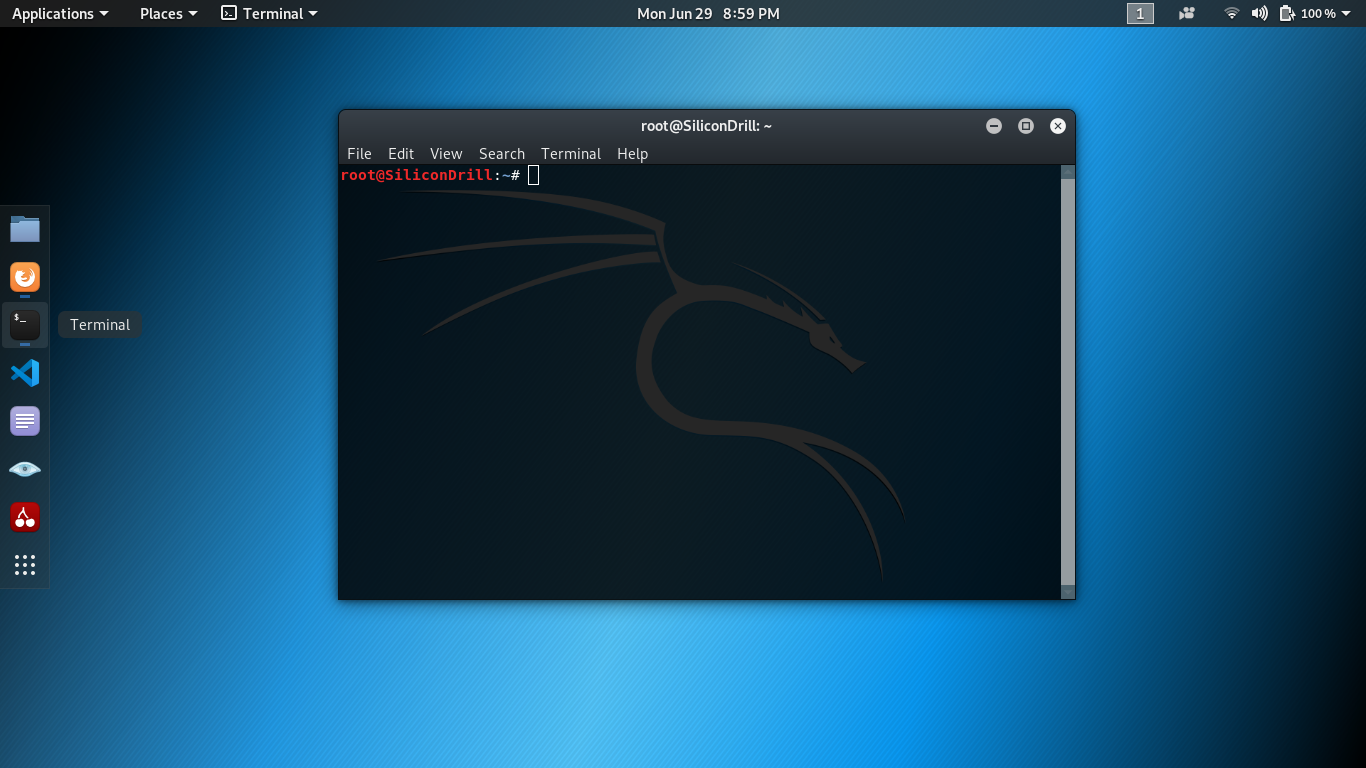 Applications Places Terminal Mon Jun 29 8:59 PM 1 100 %
root@SiliconDrill: ~
File Edit View Search Terminal Help
root@SiliconDrill:~#
$_
Terminal